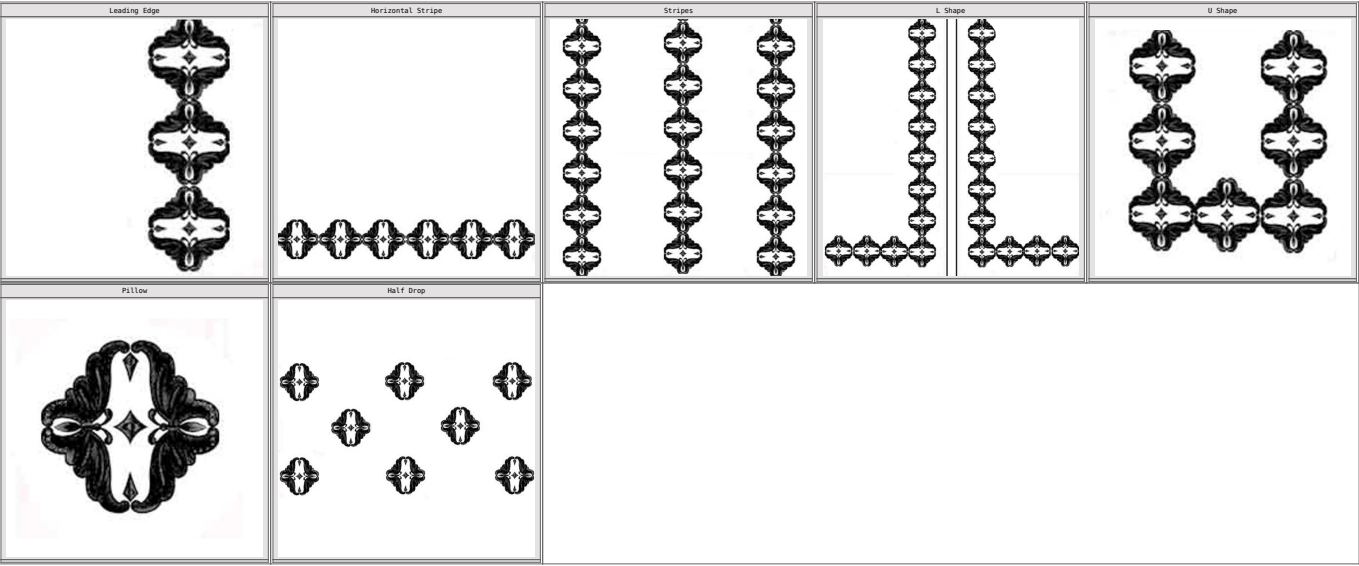 Leading Edge
Horizontal Stripe
Stripes
L Shape
U Shape
Pillow
Half Drop